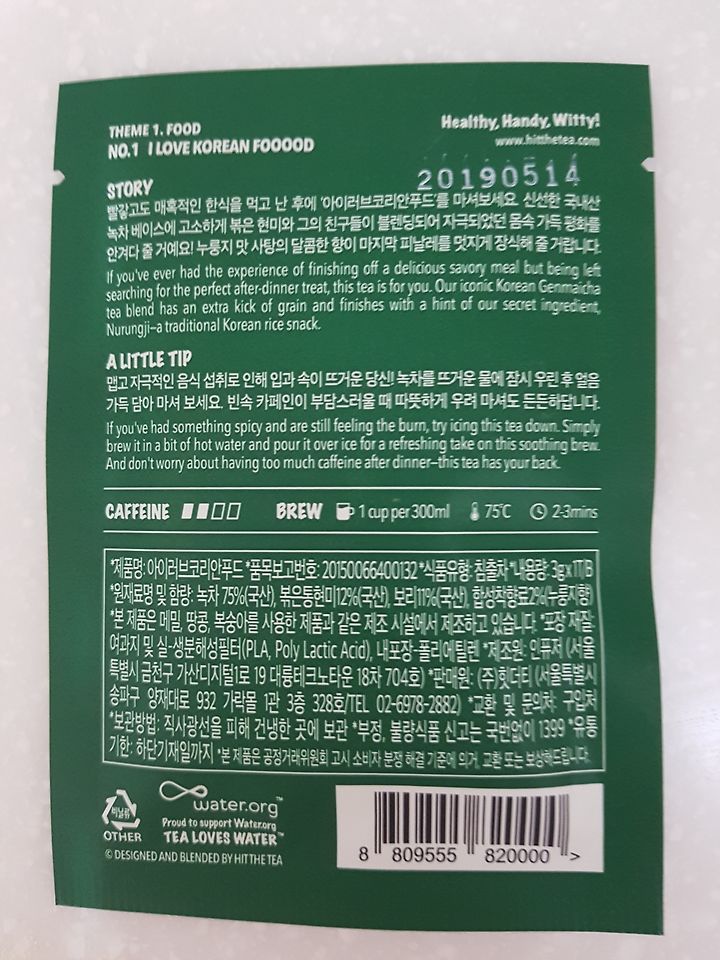 THEME 1. FOOD
NO.1 I LOVE KOREAN FOOOOD
Healthy, Handy, Witty!
www.hitthetea.com
20190514
STORY
빨갛고도 매혹적인 한식을 먹고 난 후에 '아이러브코리안푸드'를 마셔보세요. 신선한 국내산
녹차 베이스에 고소하게 볶은 현미와 그의 친구들이 블렌딩되어 자극되었던 몸속 가득 평화를
안겨다 줄 거예요! 누룽지 맛 사탕의 달콤한 향이 마지막 피날레를 멋지게 장식해 줄 거랍니다.
If you've ever had the experience of finishing off a delicious savory meal but being left
searching for the perfect after-dinner treat, this tea is for you. Our iconic Korean Genmaicha
tea blend has an extra kick of grain and finishes with a hint of our secret ingredient,
Nurungji–a traditional Korean rice snack.
A LITTLE TIP
맵고 자극적인 음식 섭취로 인해 입과 속이 뜨거운 당신! 녹차를 뜨거운 물에 잠시 우린 후 얼음
가득 담아 마셔 보세요. 빈속 카페인이 부담스러울 때 따뜻하게 우려 마셔도 든든하답니다.
If you've had something spicy and are still feeling the burn, try icing this tea down. Simply
brew it in a bit of hot water and pour it over ice for a refreshing take on this soothing brew.
And don't worry about having too much caffeine after dinner–this tea has your back.
CAFFEINE BREW 1 cup per 300ml 75℃ 2-3mins
*제품명: 아이러브코리안푸드 *품목보고번호: 20150066400132 *식품유형: 침출차 *내용량: 3gx1T/B
*원재료명 및 함량: 녹차 75%(국산), 볶은통현미12%(국산), 보리11%(국산), 합성착향료2%(누룽지향)
*본 제품은 메밀, 땅콩, 복숭아를 사용한 제품과 같은 제조 시설에서 제조하고 있습니다. *포장 재질:
여과지 및 실-생분해성필터(PLA, Poly Lactic Acid), 내포장-폴리에틸렌 *제조원: 인퓨저 (서울
특별시 금천구 가산디지털1로 19 대륭테크노타운 18차 704호) *판매원: (주)힛더티 (서울특별시
송파구 양재대로 932 가락몰 1관 3층 328호/TEL 02-6978-2882) *교환 및 문의처: 구입처
*보관방법: 직사광선을 피해 건냉한 곳에 보관 *부정, 불량식품 신고는 국번없이 1399 *유통
기한: 하단기재일까지 *본 제품은 공정거래위원회 고시 소비자 분쟁 해결 기준에 의거, 교환 또는 보상해드립니다.
비닐류
OTHER
water.org™
Proud to support Water.org
TEA LOVES WATER™
© DESIGNED AND BLENDED BY HIT THE TEA
8 809555 820000 >